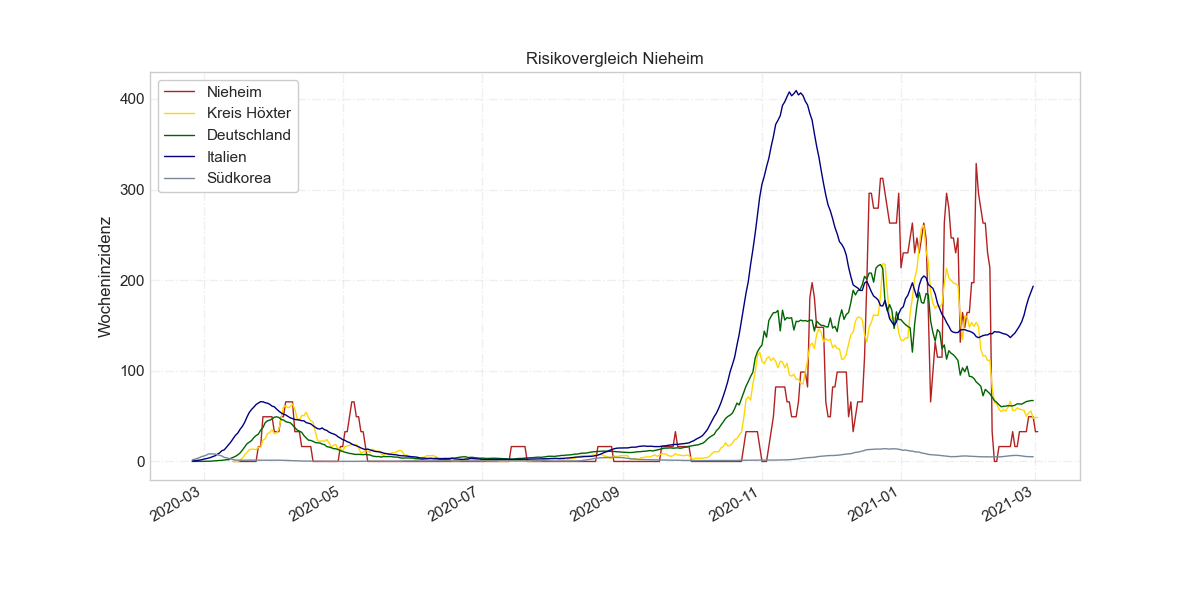 Risikovergleich Nieheim
Nieheim
Kreis Höxter
Deutschland
Italien
Südkorea
Wocheninzidenz
400
300
200
100
0
2020-03
2020-05
2020-07
2020-09
2020-11
2021-01
2021-03